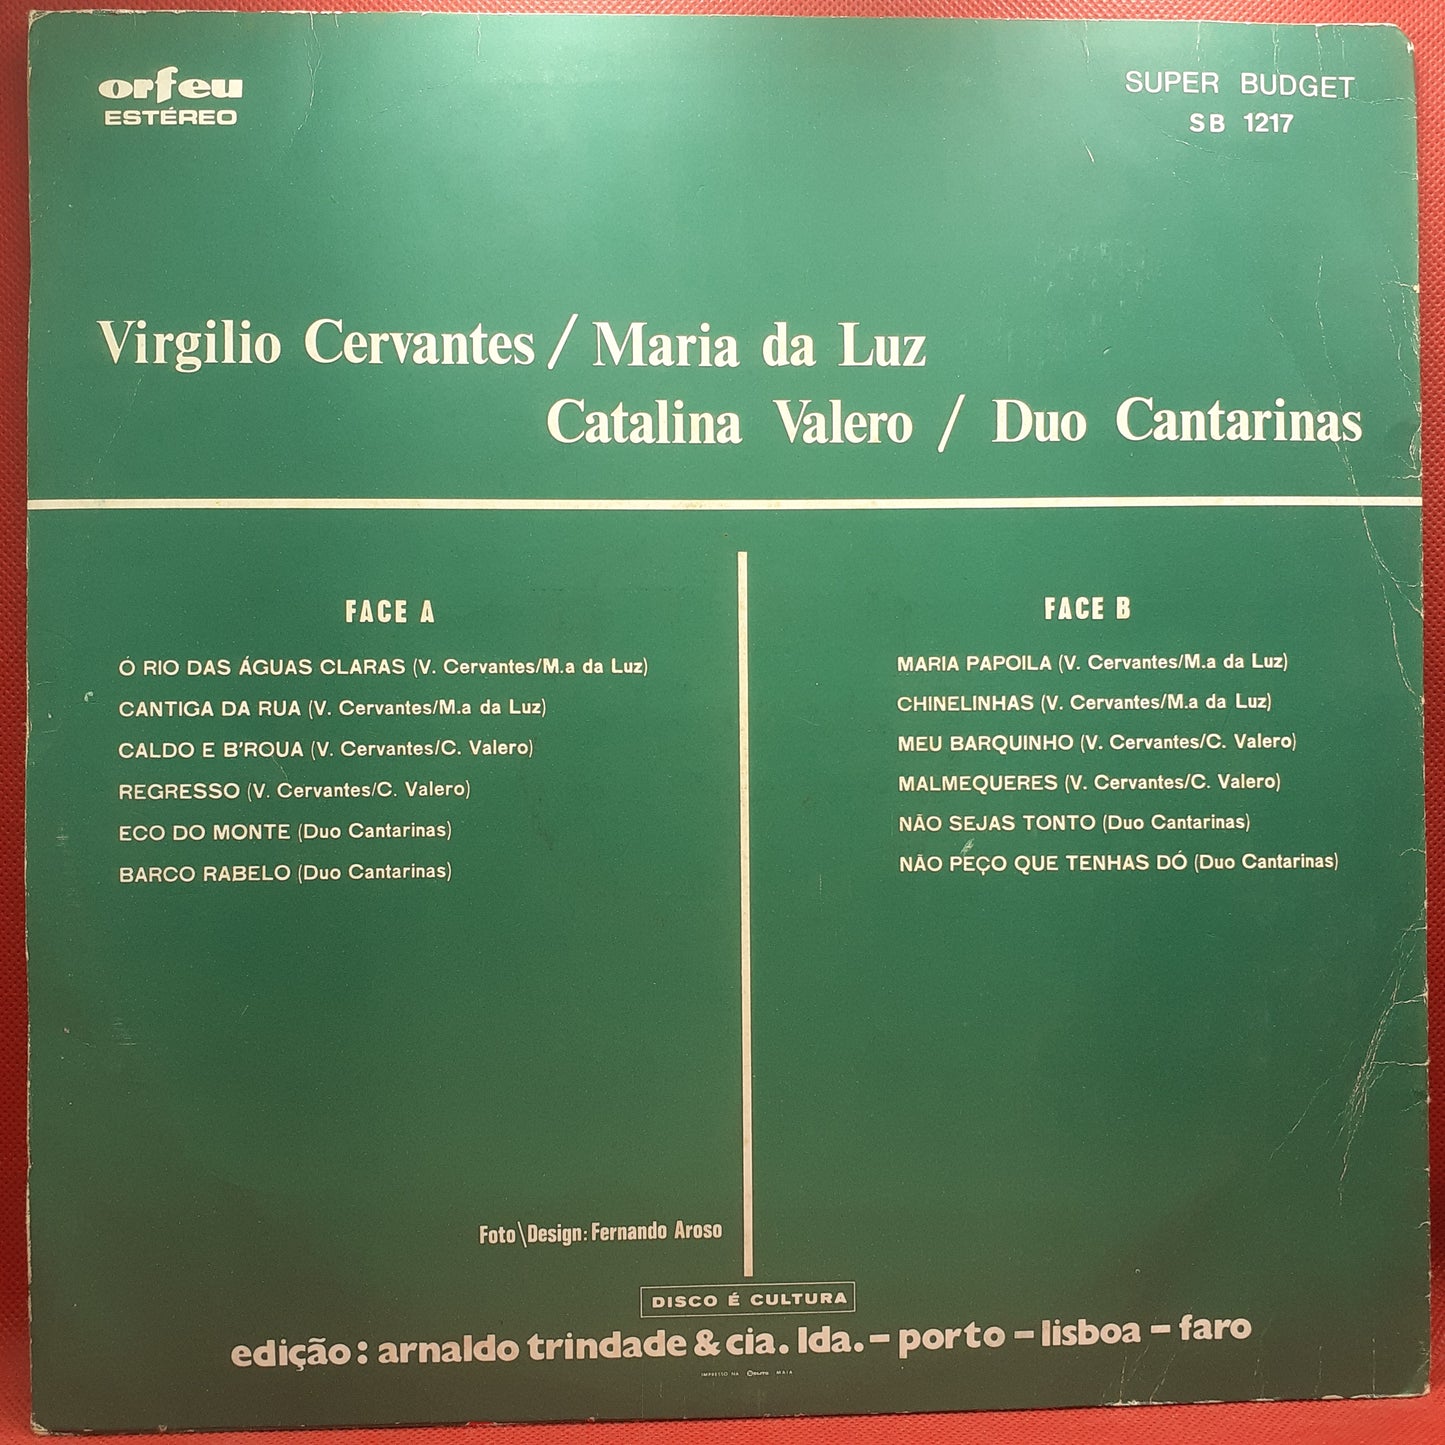 orfeu
ESTÉREO
SUPER BUDGET
SB 1217
Virgilio Cervantes / Maria da Luz
Catalina Valero / Duo Cantarinas
FACE A
Ó RIO DAS ÁGUAS CLARAS (V. Cervantes/M.a da Luz)
CANTIGA DA RUA (V. Cervantes/M.a da Luz)
CALDO E B'ROUA (V. Cervantes/C. Valero)
REGRESSO (V. Cervantes/C. Valero)
ECO DO MONTE (Duo Cantarinas)
BARCO RABELO (Duo Cantarinas)
FACE B
MARIA PAPOILA (V. Cervantes/M.a da Luz)
CHINELINHAS (V. Cervantes/M.a da Luz)
MEU BARQUINHO (V. Cervantes/C. Valero)
MALMEQUERES (V. Cervantes/C. Valero)
NÃO SEJAS TONTO (Duo Cantarinas)
NÃO PEÇO QUE TENHAS DÓ (Duo Cantarinas)
Foto\Design: Fernando Aroso
DISCO É CULTURA
edição: arnaldo trindade & cia. lda. - porto - lisboa - faro
IMPRESSO NA MAIA